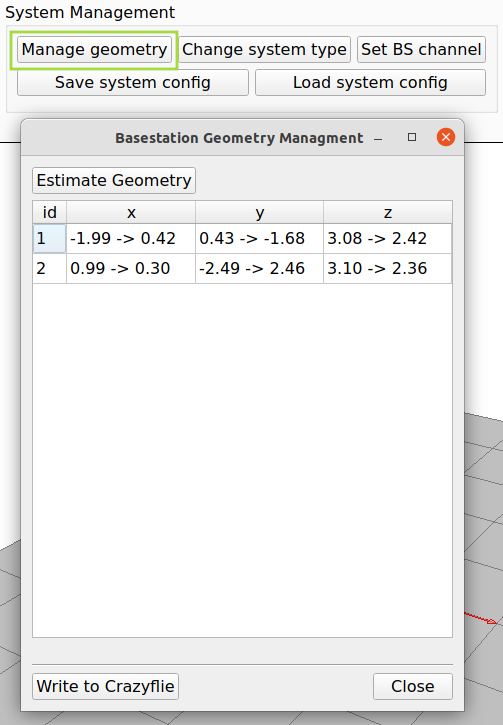 System Management
Manage geometry Change system type Set BS channel
Save system config Load system config
Basestation Geometry Managment
Estimate Geometry
id x y z
1 -1.99 -> 0.42 0.43 -> -1.68 3.08 -> 2.42
2 0.99 -> 0.30 -2.49 -> 2.46 3.10 -> 2.36
Write to Crazyflie Close